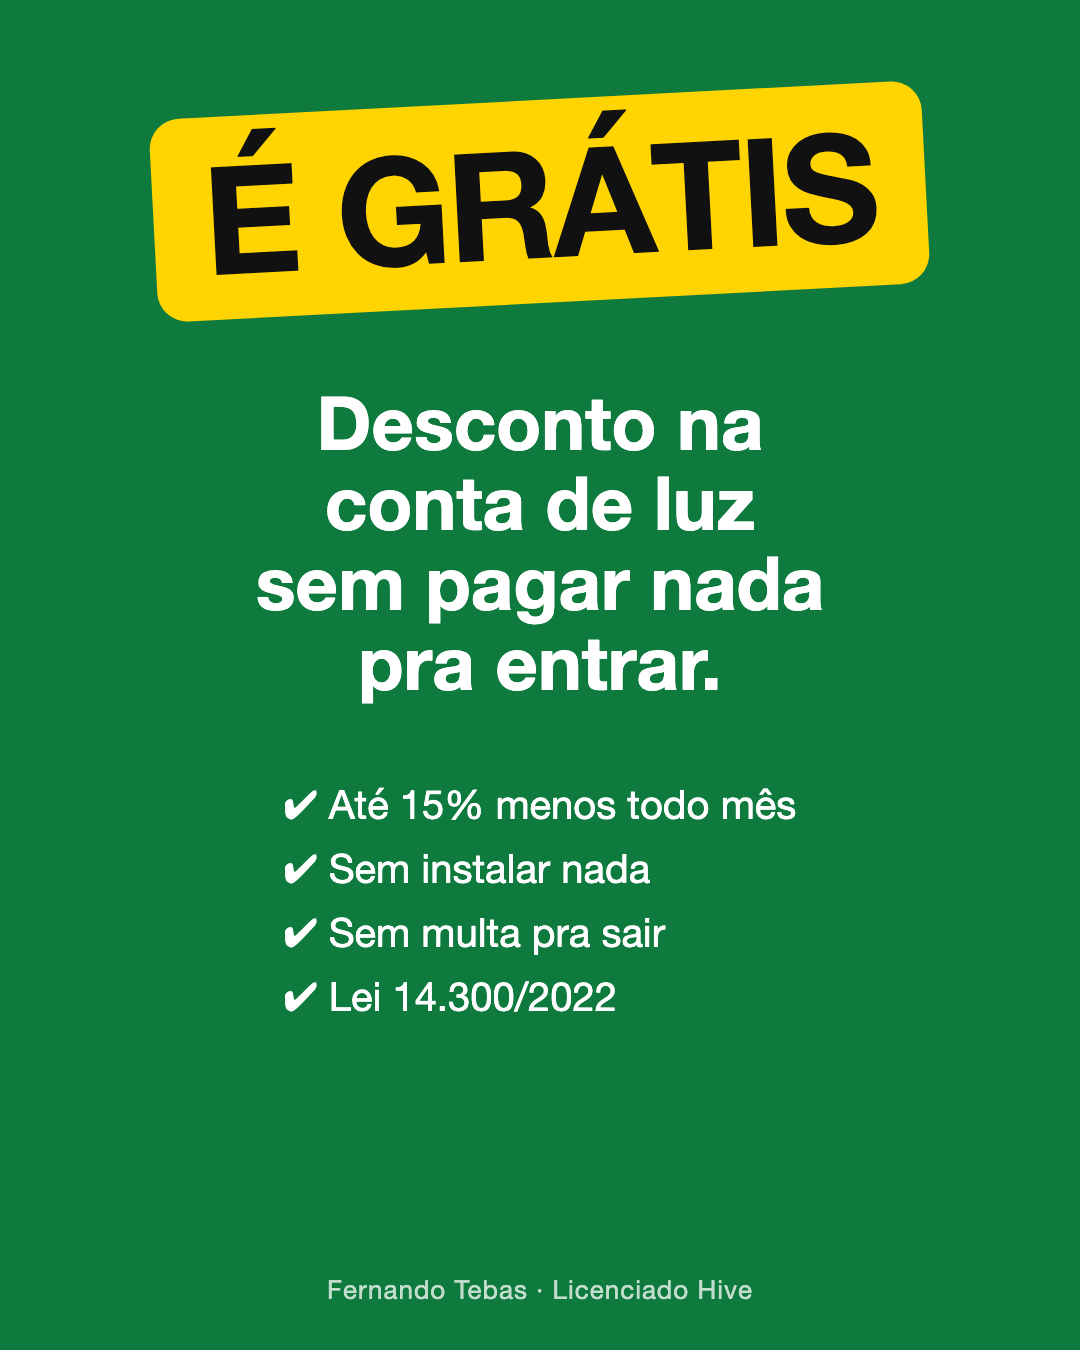 É GRÁTIS
Desconto na
conta de luz
sem pagar nada
pra entrar.
✔ Até 15% menos todo mês
✔ Sem instalar nada
✔ Sem multa pra sair
✔ Lei 14.300/2022
Fernando Tebas · Licenciado Hive